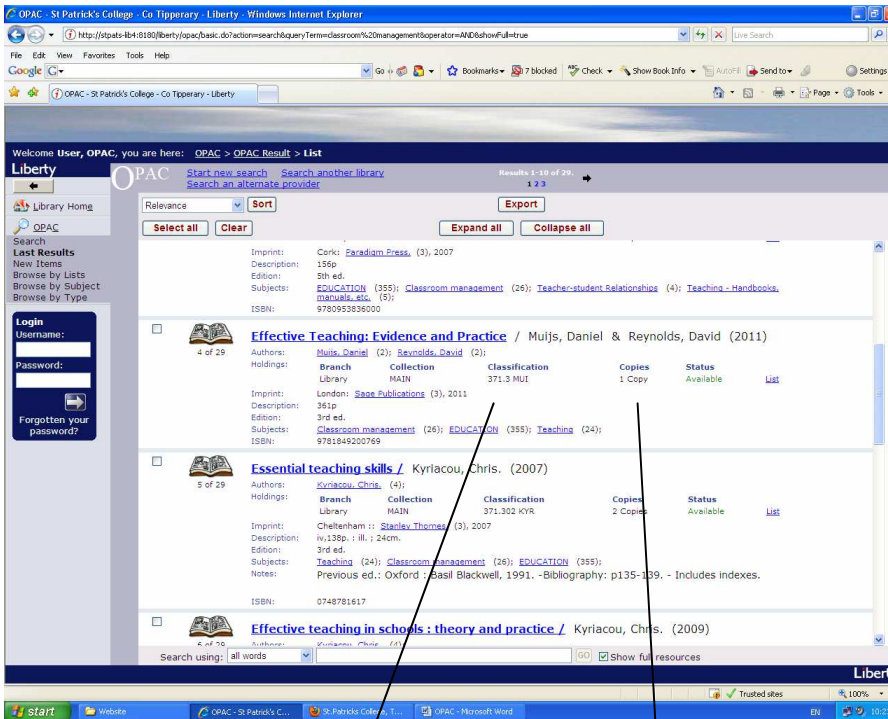 OPAC - St Patrick's College - Co Tipperary - Liberty - Windows Internet Explorer
http://stpats-lib4:8180/liberty/opac/basic.do?action=search&queryTerm=classroom%20management&operator=AND&showFull=true
Live Search
File Edit View Favorites Tools Help
Google Go Bookmarks 7 blocked Check Show Book Info AutoFill Send to Settings
OPAC - St Patrick's College - Co Tipperary - Liberty Page Tools
Welcome User, OPAC, you are here: OPAC > OPAC Result > List
Liberty
OPAC
Start new search Search another library
Search an alternate provider
Results 1-10 of 29.
1 2 3
Library Home
OPAC
Search
Last Results
New Items
Browse by Lists
Browse by Subject
Browse by Type
Login
Username:
Password:
Forgotten your password?
Relevance Sort Export
Select all Clear Expand all Collapse all
Imprint: Cork: Paradigm Press, (3), 2007
Description: 156p
Edition: 5th ed.
Subjects: EDUCATION (355); Classroom management (26); Teacher-student Relationships (4); Teaching - Handbooks,
manuals, etc. (5);
ISBN: 9780953836000
4 of 29
Effective Teaching: Evidence and Practice / Muijs, Daniel & Reynolds, David (2011)
Authors: Muijs, Daniel (2); Reynolds, David (2);
Holdings: Branch Collection Classification Copies Status
Library MAIN 371.3 MUI 1 Copy Available List
Imprint: London: Sage Publications (3), 2011
Description: 361p
Edition: 3rd ed.
Subjects: Classroom management (26); EDUCATION (355); Teaching (24);
ISBN: 9781849200769
5 of 29
Essential teaching skills / Kyriacou, Chris. (2007)
Authors: Kyriacou, Chris. (4);
Holdings: Branch Collection Classification Copies Status
Library MAIN 371.302 KYR 2 Copies Available List
Imprint: Cheltenham :: Stanley Thornes, (3), 2007
Description: iv,138p. : ill. ; 24cm.
Edition: 3rd ed.
Subjects: Teaching (24); Classroom management (26); EDUCATION (355);
Notes: Previous ed.: Oxford : Basil Blackwell, 1991. -Bibliography: p135-139. - Includes indexes.
ISBN: 0748781617
6 of 29
Effective teaching in schools : theory and practice / Kyriacou, Chris. (2009)
Authors: Kyriacou, Chris. (4)
Search using: all words GO Show full resources
Trusted sites 100%
start Website OPAC - St Patrick's C... St.Patricks College, T... OPAC - Microsoft Word EN